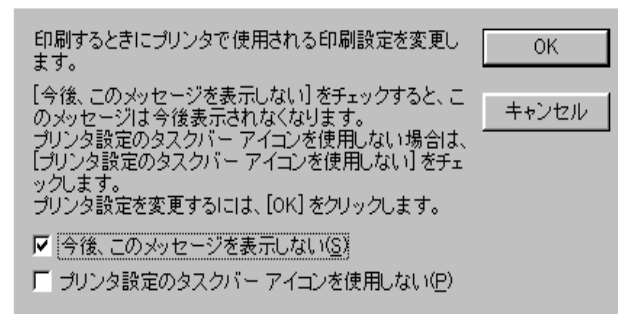 印刷するときにプリンタで使用される印刷設定を変更し
ます。
[今後、このメッセージを表示しない] をチェックすると、こ
のメッセージは今後表示されなくなります。
プリンタ設定のタスクバー アイコンを使用しない場合は、
[プリンタ設定のタスクバー アイコンを使用しない] をチェ
ックします。
プリンタ設定を変更するには、[OK] をクリックします。
今後、このメッセージを表示しない(S)
プリンタ設定のタスクバー アイコンを使用しない(P)
OK
キャンセル